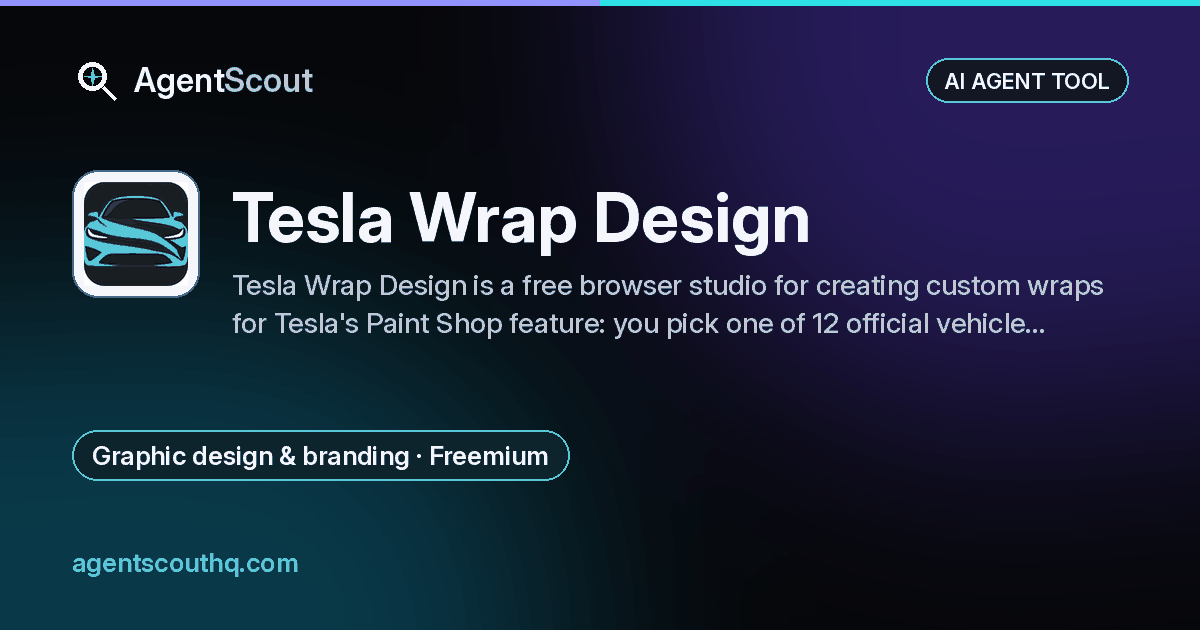 AgentScout
AI AGENT TOOL
Tesla Wrap Design
Tesla Wrap Design is a free browser studio for creating custom wraps
for Tesla's Paint Shop feature: you pick one of 12 official vehicle...
Graphic design & branding · Freemium
agentscouthq.com